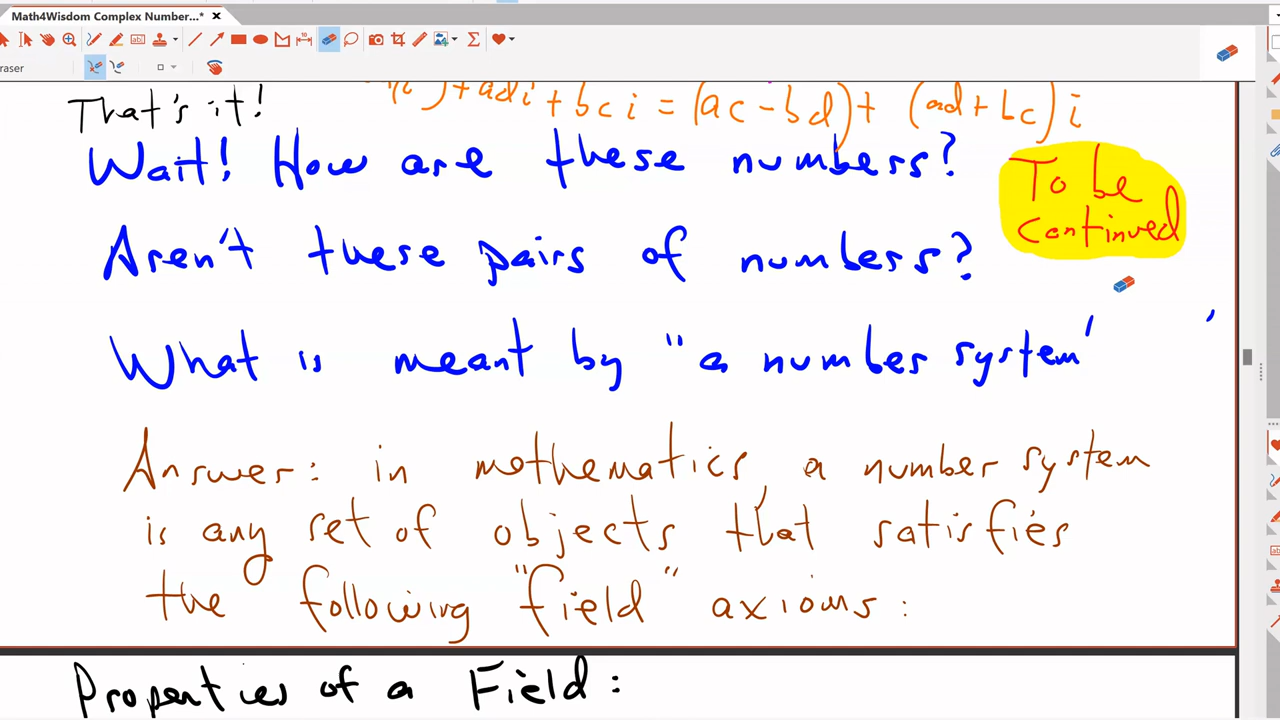 Math4Wisdom Complex Number...*
raser
i) + adi + bci = (ac - bd) + (ad + bc) i
That's it!
Wait! How are these numbers?
To be
continued
Aren't these pairs of numbers?
What is meant by "a number system'
Answer: in mathematics, a number system
is any set of objects that satisfies
the following "field" axioms:
Properties of a Field: